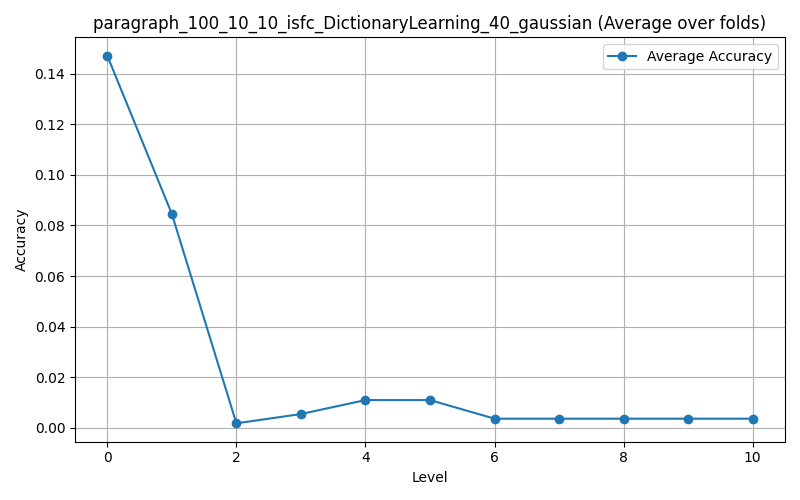 paragraph_100_10_10_isfc_DictionaryLearning_40_gaussian (Average over folds)
Average Accuracy
0.14
0.12
0.10
0.08
0.06
0.04
0.02
0.00
Accuracy
0 2 4 6 8 10
Level